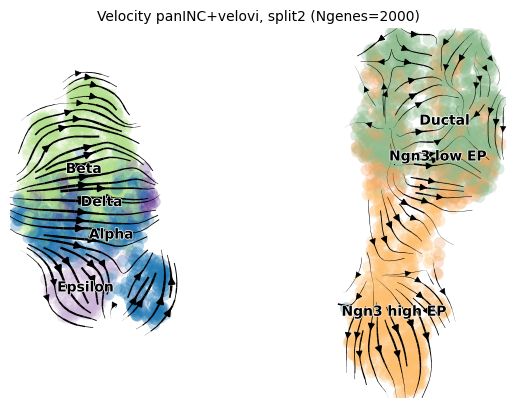 Velocity panINC+velovi, split2 (Ngenes=2000)
Ductal
Ngn3 low EP
Beta
Delta
Alpha
Epsilon
Ngn3 high EP